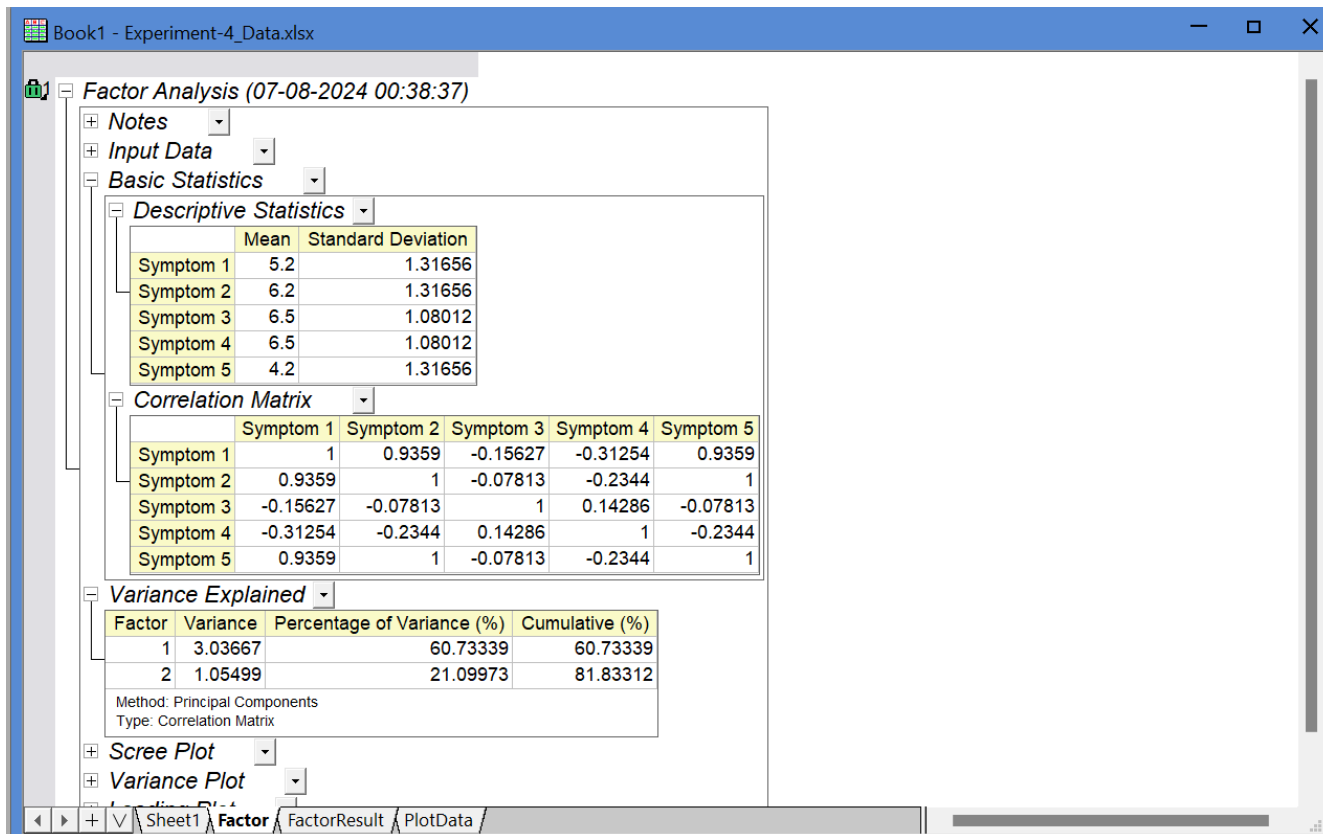 Book1 - Experiment-4_Data.xlsx
1
Factor Analysis (07-08-2024 00:38:37)
Notes
Input Data
Basic Statistics
Descriptive Statistics
Mean Standard Deviation
Symptom 1 5.2 1.31656
Symptom 2 6.2 1.31656
Symptom 3 6.5 1.08012
Symptom 4 6.5 1.08012
Symptom 5 4.2 1.31656
Correlation Matrix
Symptom 1 Symptom 2 Symptom 3 Symptom 4 Symptom 5
Symptom 1 1 0.9359 -0.15627 -0.31254 0.9359
Symptom 2 0.9359 1 -0.07813 -0.2344 1
Symptom 3 -0.15627 -0.07813 1 0.14286 -0.07813
Symptom 4 -0.31254 -0.2344 0.14286 1 -0.2344
Symptom 5 0.9359 1 -0.07813 -0.2344 1
Variance Explained
Factor Variance Percentage of Variance (%) Cumulative (%)
1 3.03667 60.73339 60.73339
2 1.05499 21.09973 81.83312
Method: Principal Components
Type: Correlation Matrix
Scree Plot
Variance Plot
Loading Plot
Sheet1 Factor FactorResult PlotData